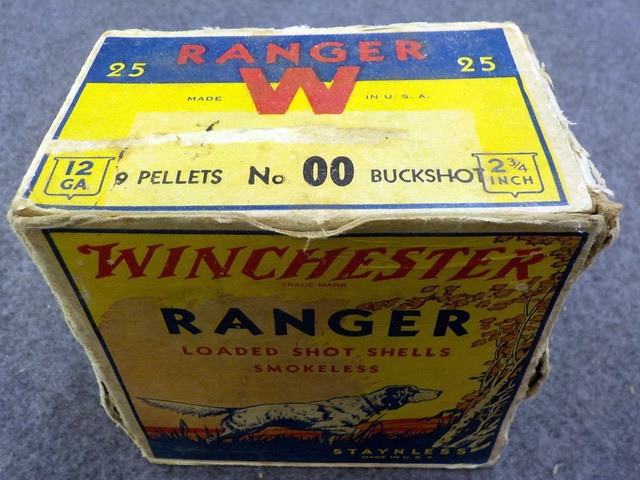 25 RANGER 25
MADE W IN U. S. A.
12 GA. 9 PELLETS No 00 BUCKSHOT 2 3/4 INCH
WINCHESTER
TRADE MARK
RANGER
LOADED SHOT SHELLS
SMOKELESS
STAYNLESS
MADE IN U. S. A.